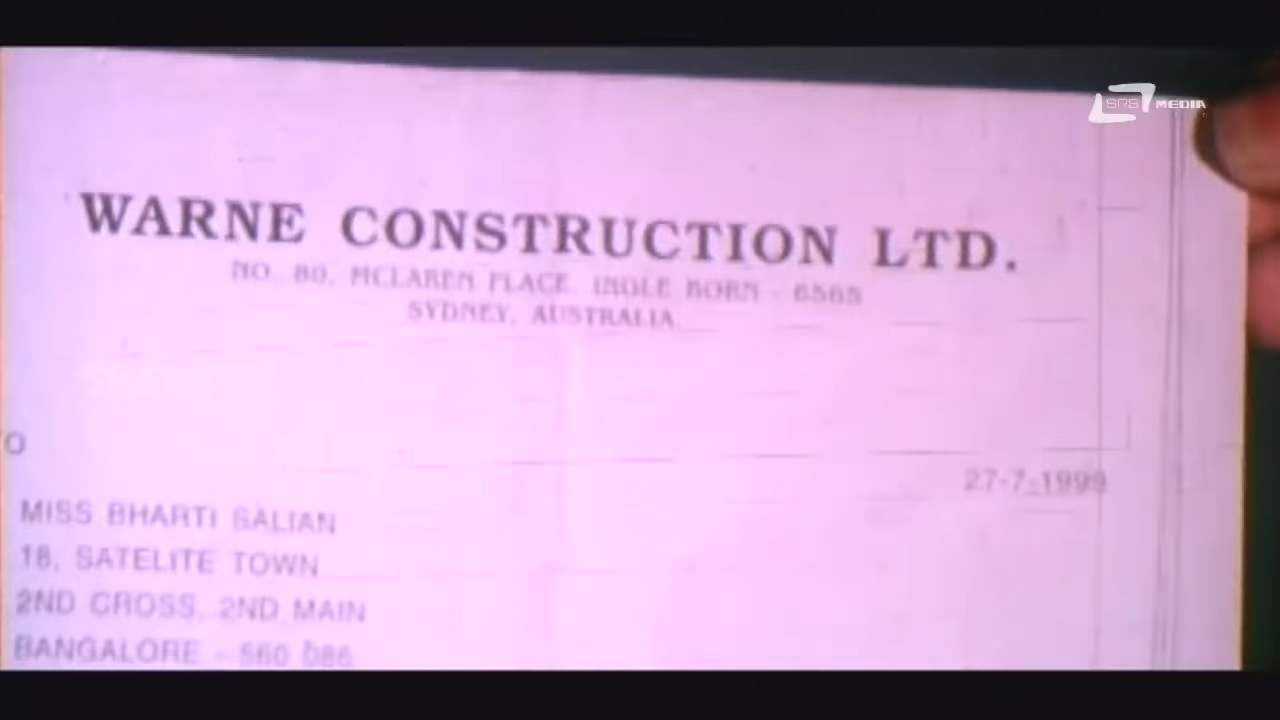 SRS MEDIA
WARNE CONSTRUCTION LTD.
NO. 80, MCLAREN PLACE, INGLE BORN - 6565
SYDNEY, AUSTRALIA
27-7-1999
MISS BHARTI SALIAN
18, SATELITE TOWN
2ND CROSS, 2ND MAIN
BANGALORE - 560 086